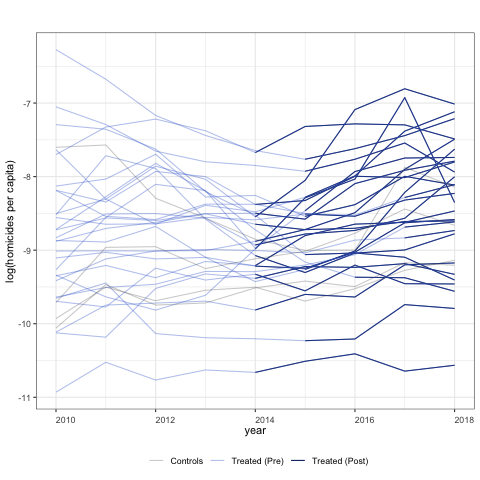 log(homicides per capita)
-7
-8
-9
-10
-11
2010
2012
2014
2016
2018
year
Controls
Treated (Pre)
Treated (Post)